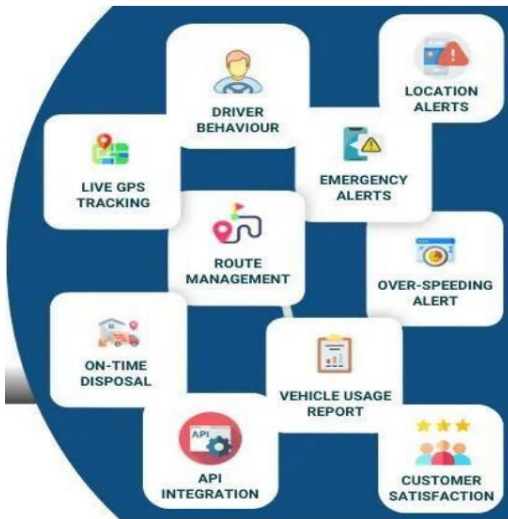 LOCATION
ALERTS
DRIVER
BEHAVIOUR
LIVE GPS
TRACKING
EMERGENCY
ALERTS
ROUTE
MANAGEMENT
OVER-SPEEDING
ALERT
ON-TIME
DISPOSAL
VEHICLE USAGE
REPORT
API
API
INTEGRATION
CUSTOMER
SATISFACTION